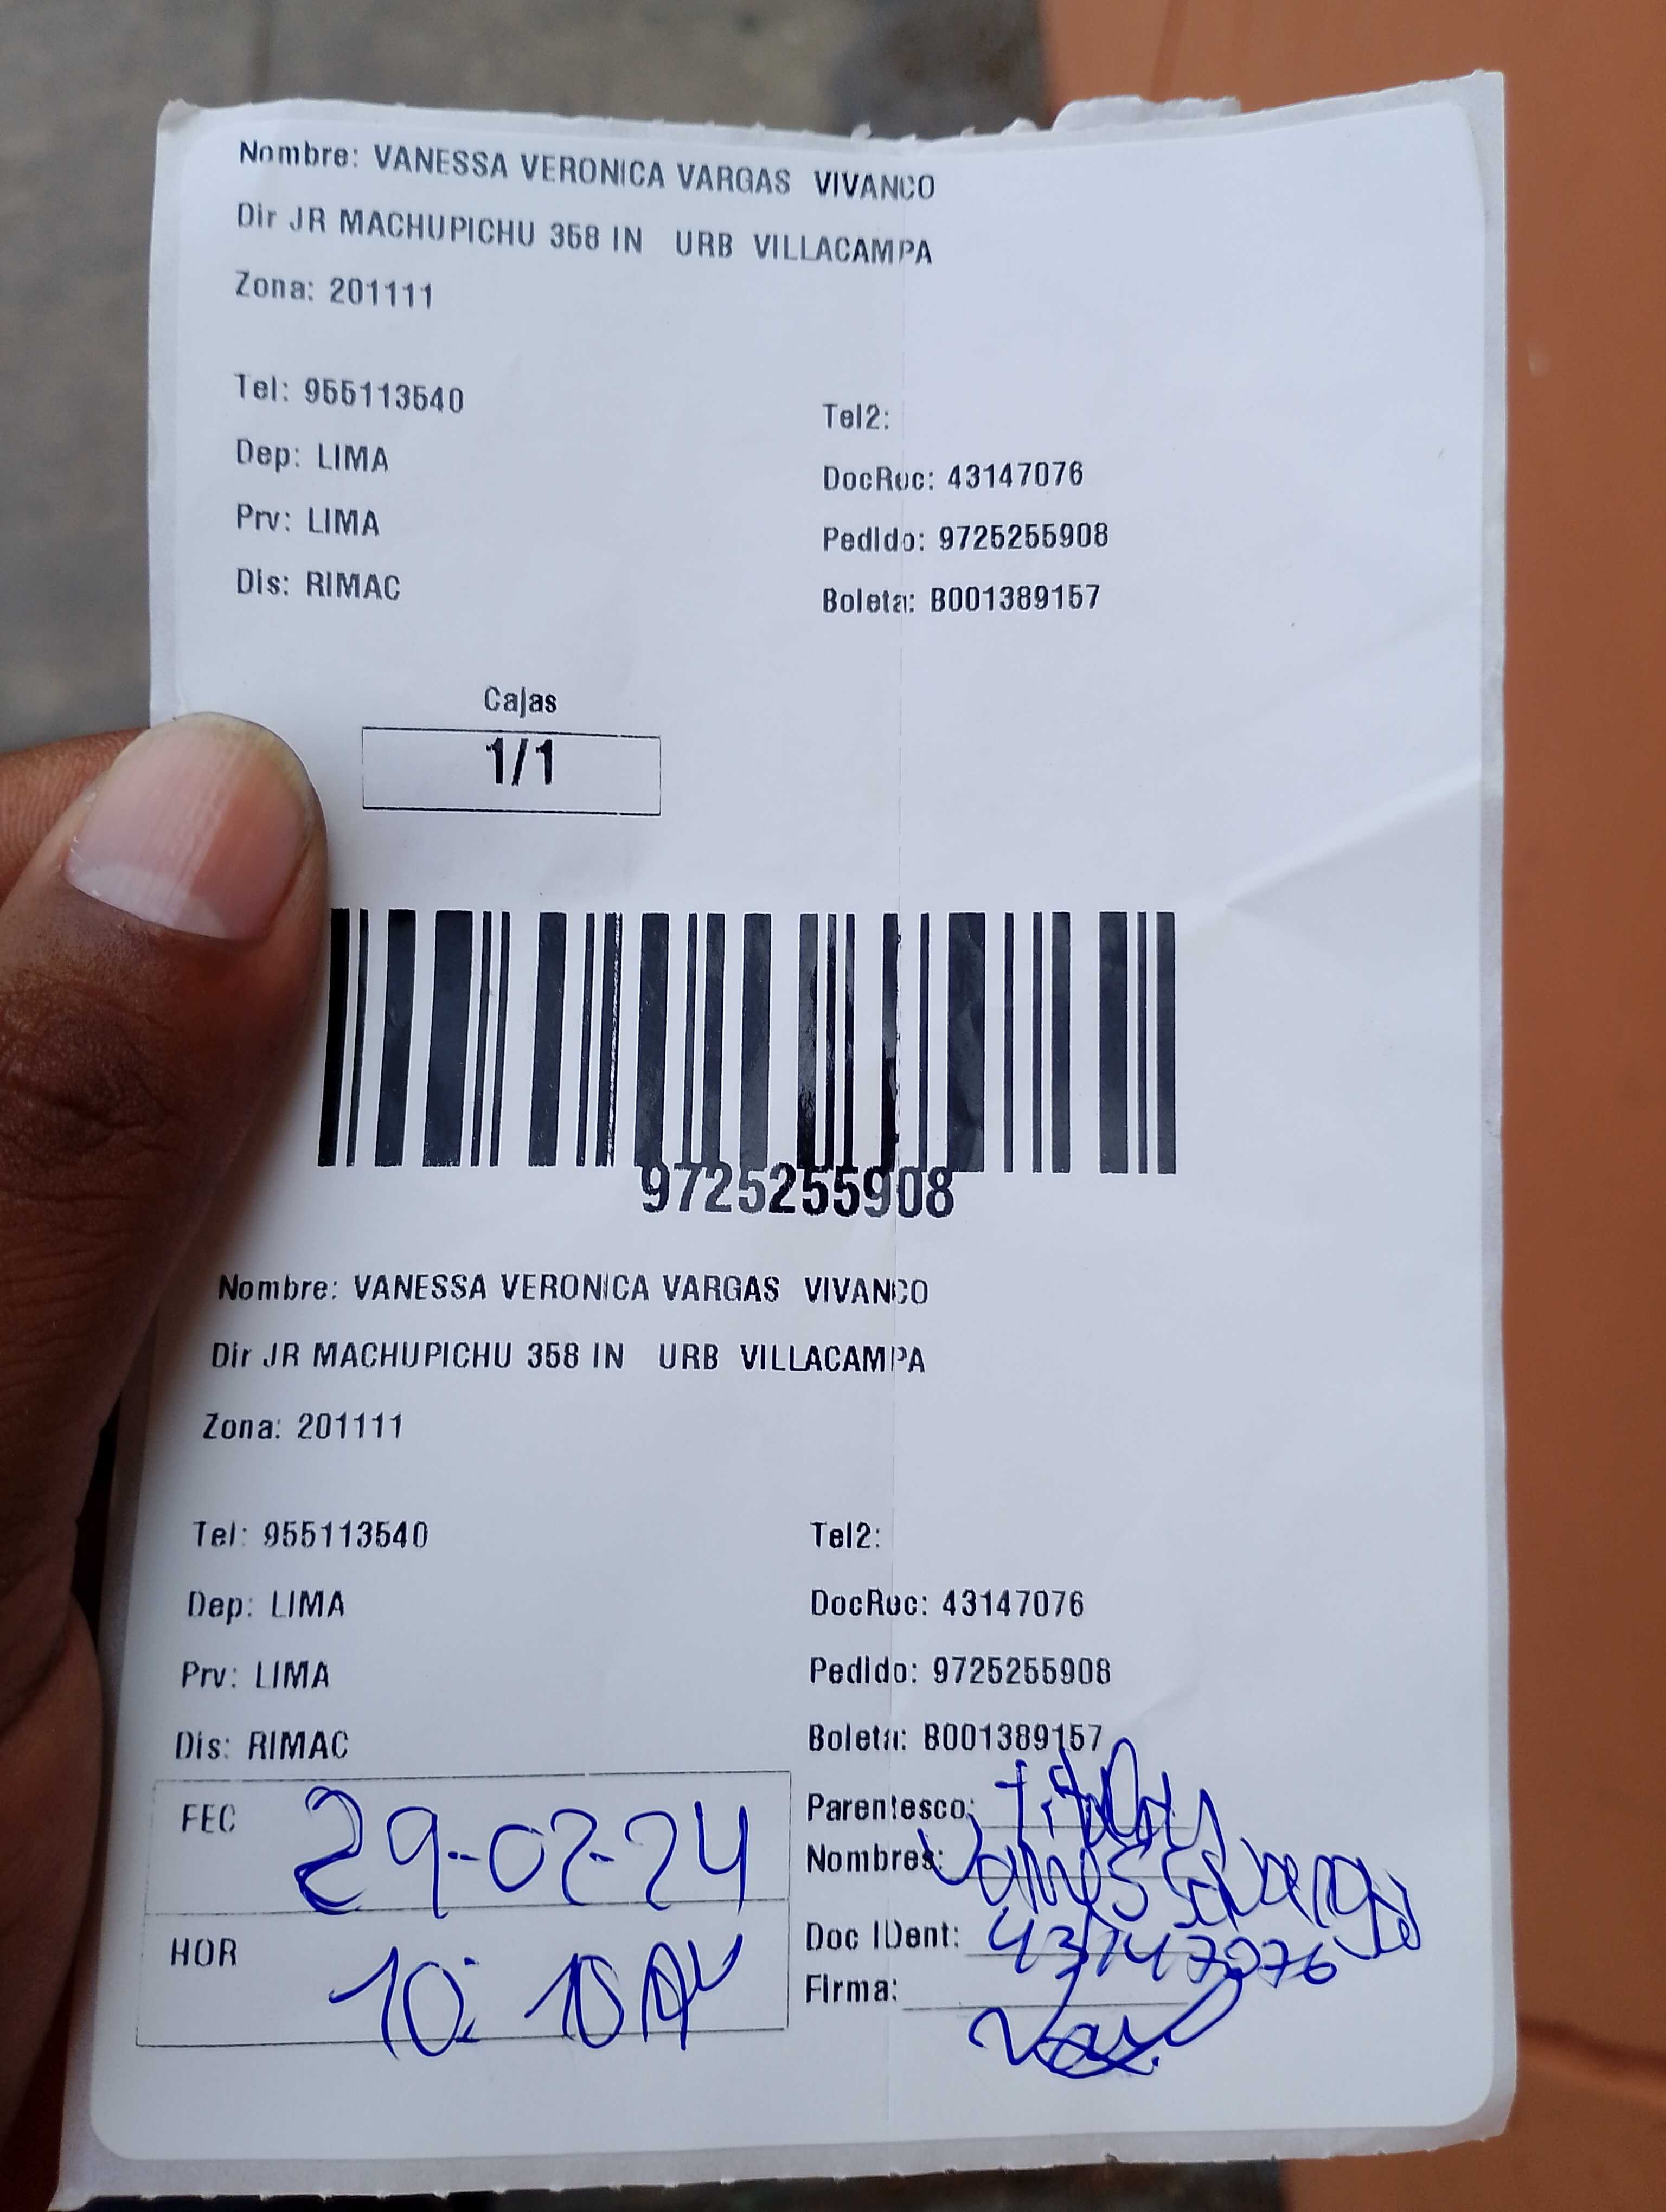 Nombre: VANESSA VERONICA VARGAS VIVANCO
Dir JR MACHUPICHU 358 IN URB VILLACAMPA
Zona: 201111
Tel: 955113540
Tel2:
Dep: LIMA
DocRuc: 43147076
Prv: LIMA
Pedido: 9725255908
Dis: RIMAC
Boleta: B001389157
Cajas
1/1
9725255908
Nombre: VANESSA VERONICA VARGAS VIVANCO
Dir JR MACHUPICHU 358 IN URB VILLACAMPA
Zona: 201111
Tel: 955113540
Tel2:
Dep: LIMA
DocRuc: 43147076
Prv: LIMA
Pedido: 9725255908
Dis: RIMAC
Boleta: B001389157
FEC 29-02-24
Parentesco: Titular
Nombres: Vanessa Vargas
HOR 10:
Doc IDent: 43147076
Firma: